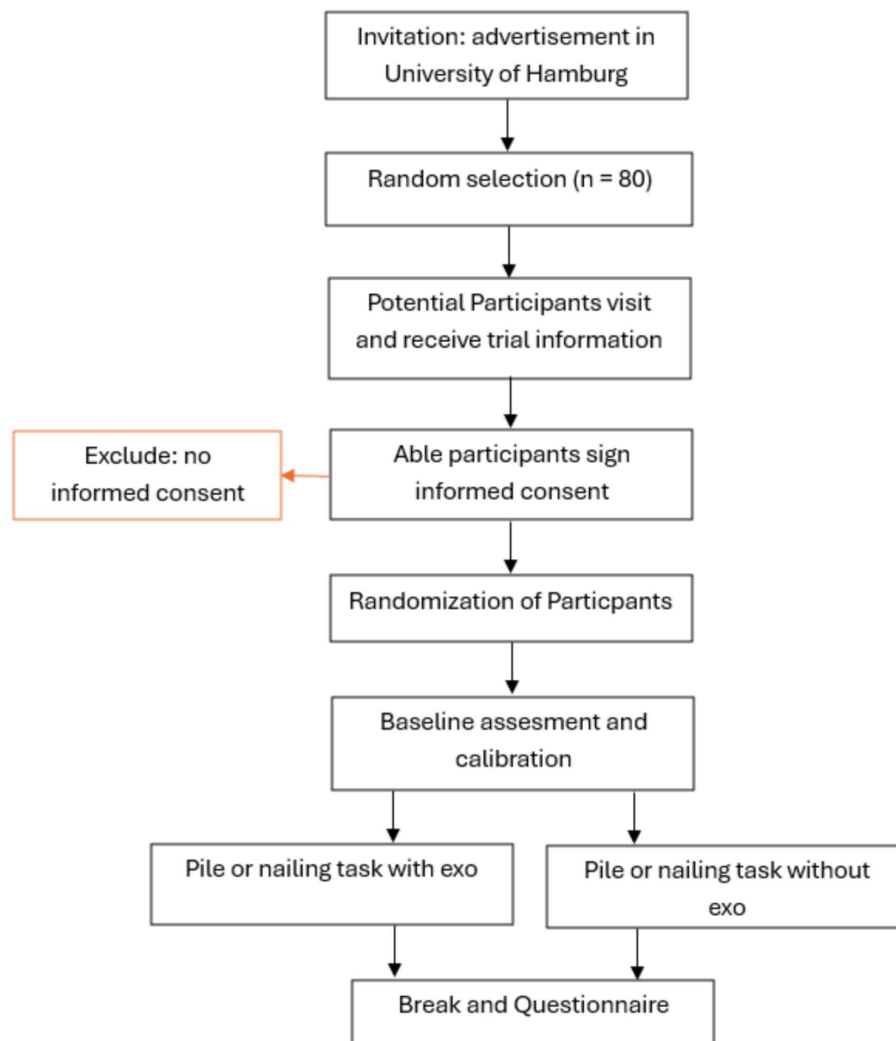 Invitation: advertisement in
University of Hamburg
Random selection (n = 80)
Potential Participants visit
and receive trial information
Exclude: no
informed consent
Able participants sign
informed consent
Randomization of Particpants
Baseline assesment and
calibration
Pile or nailing task with exo
Pile or nailing task without
exo
Break and Questionnaire